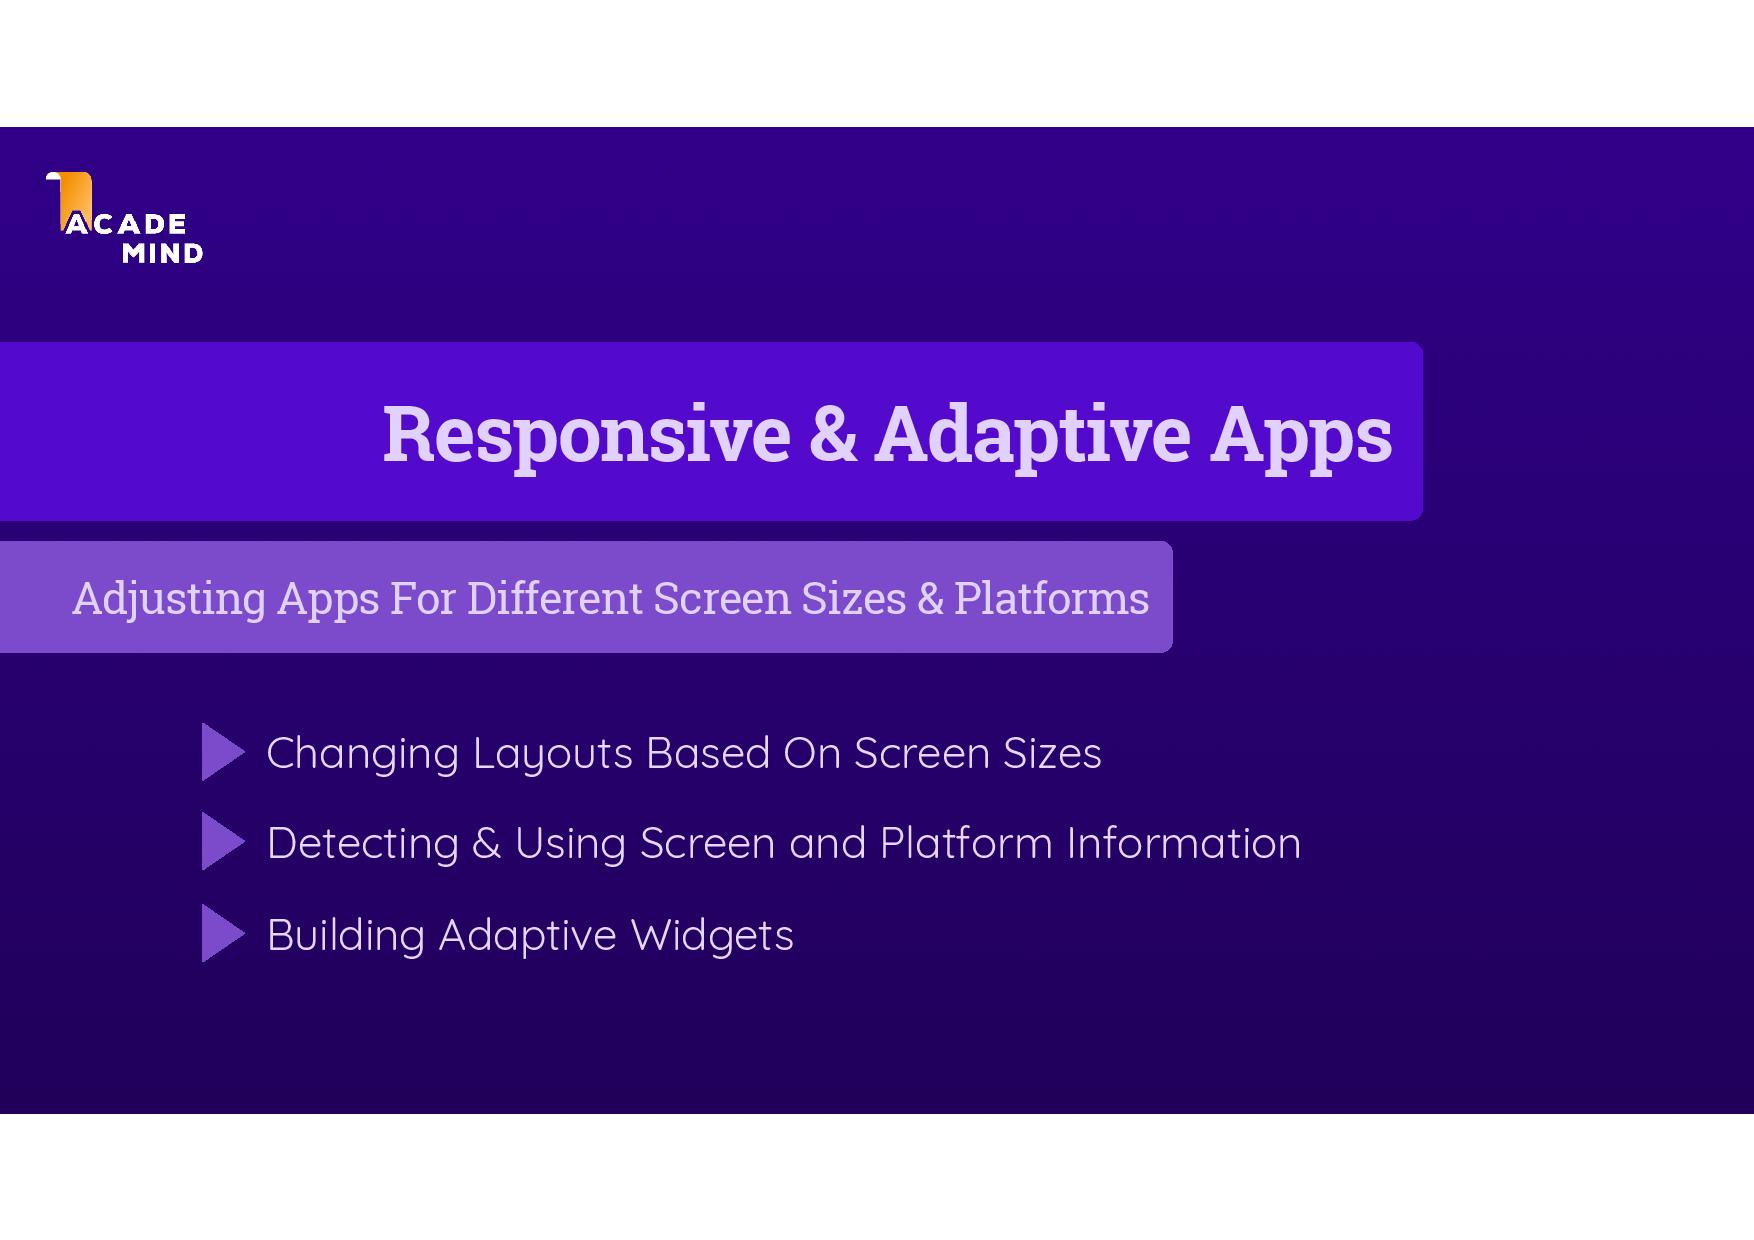 ACADE
MIND
Responsive & Adaptive Apps
Adjusting Apps For Different Screen Sizes & Platforms
Changing Layouts Based On Screen Sizes
Detecting & Using Screen and Platform Information
Building Adaptive Widgets